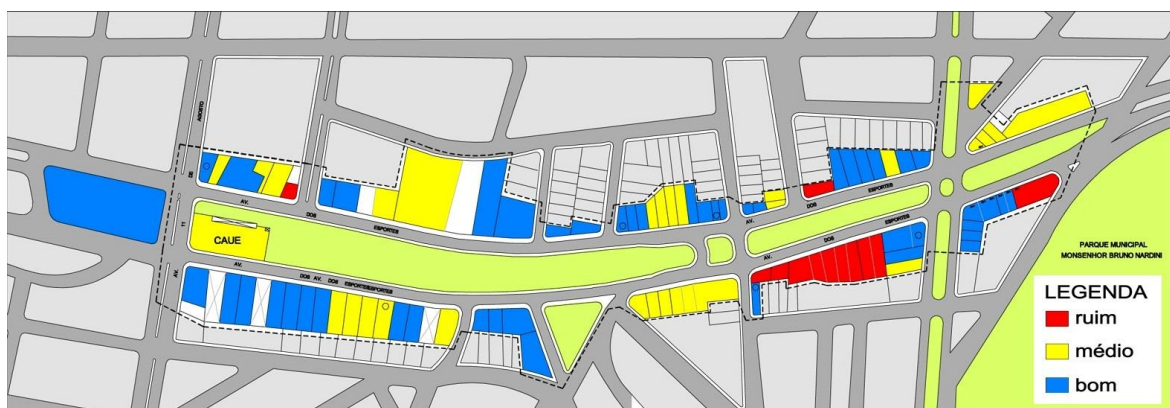 AGOSTO
DE
11
AV.
AV.
DOS
ESPORTES
CAUE
AV.
DOS AV. DOS ESPORTES ESPORTES
AV.
DOS
ESPORTES
AV.
DOS
ESPORTES
PARQUE MUNICIPAL
MONSENHOR BRUNO NARDINI
LEGENDA
ruim
médio
bom